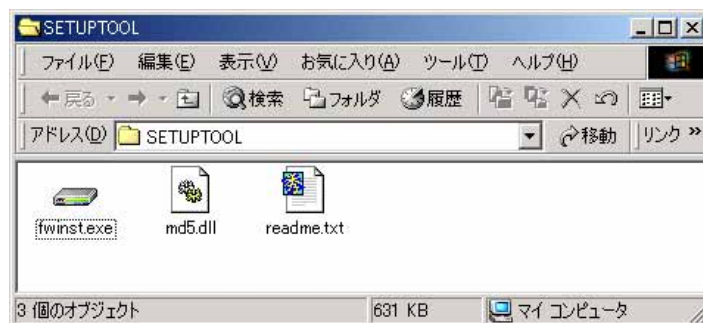 SETUPTOOL
ファイル(F) 編集(E) 表示(V) お気に入り(A) ツール(T) ヘルプ(H)
戻る 検索 フォルダ 履歴
アドレス(D) SETUPTOOL 移動 リンク »
fwinst.exe md5.dll readme.txt
3 個のオブジェクト 631 KB マイ コンピュータ